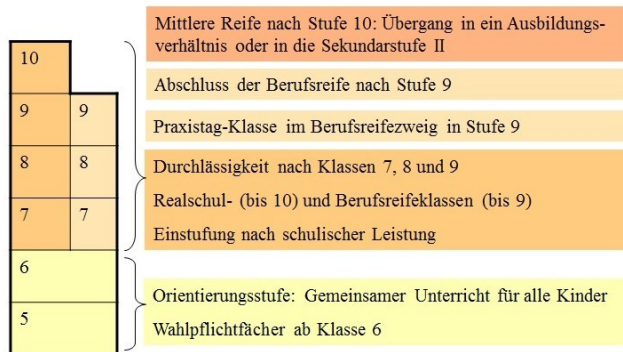 Mittlere Reife nach Stufe 10: Übergang in ein Ausbildungs-
verhältnis oder in die Sekundarstufe II
10
Abschluss der Berufsreife nach Stufe 9
9 9
Praxistag-Klasse im Berufsreifezweig in Stufe 9
8 8
Durchlässigkeit nach Klassen 7, 8 und 9
Realschul- (bis 10) und Berufsreifeklassen (bis 9)
7 7
Einstufung nach schulischer Leistung
6
Orientierungsstufe: Gemeinsamer Unterricht für alle Kinder
5
Wahlpflichtfächer ab Klasse 6